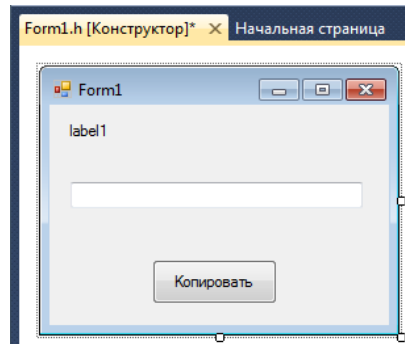 Form1.h [Конструктор]* Начальная страница
Form1
label1
Копировать